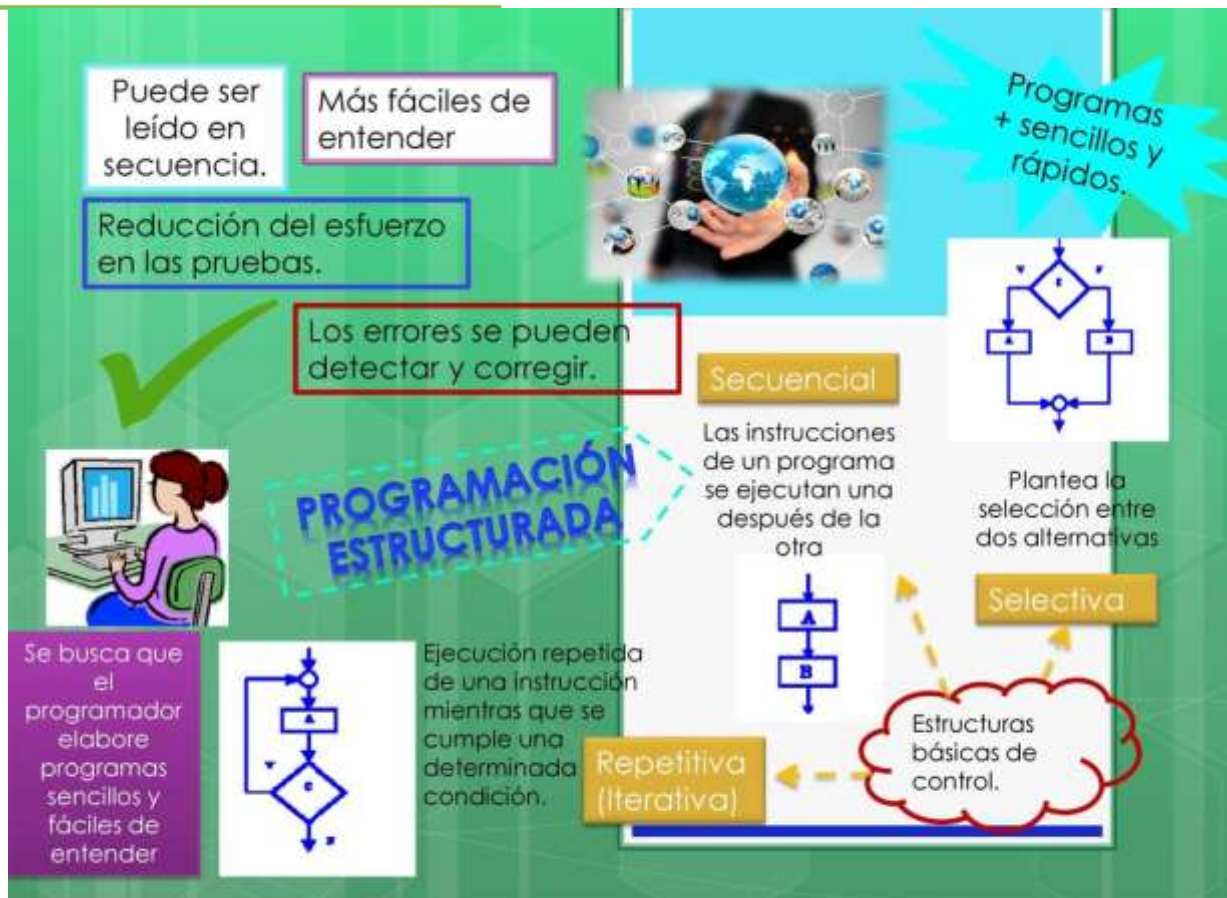 Puede ser
leído en
secuencia.
Más fáciles de
entender
Reducción del esfuerzo
en las pruebas.
Los errores se pueden
detectar y corregir.
Programas
+ sencillos y
rápidos.
PROGRAMACIÓN
ESTRUCTURADA
Secuencial
Las instrucciones
de un programa
se ejecutan una
después de la
otra
A
B
A
B
Plantea la
selección entre
dos alternativas
Selectiva
Se busca que
el
programador
elabore
programas
sencillos y
fáciles de
entender
A
Ejecución repetida
de una instrucción
mientras que se
cumple una
determinada
condición.
Repetitiva
(Iterativa)
Estructuras
básicas de
control.